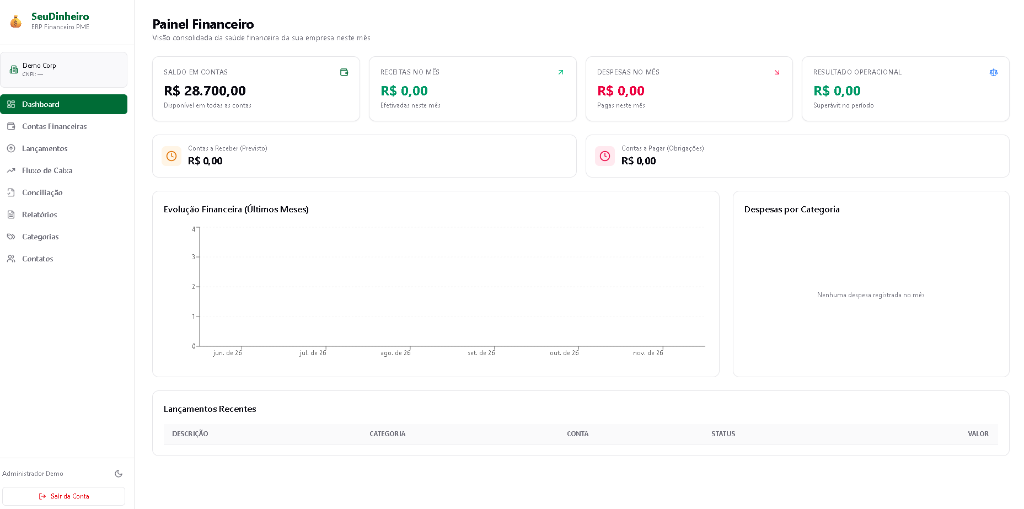 SeuDinheiro
ERP Financeiro PME
Demo Corp
CNPJ: —
Dashboard
Contas Financeiras
Lançamentos
Fluxo de Caixa
Conciliação
Relatórios
Categorias
Contatos
Administrador Demo
Sair da Conta
Painel Financeiro
Visão consolidada da saúde financeira da sua empresa neste mês
SALDO EM CONTAS
R$ 28.700,00
Disponível em todas as contas
RECEITAS NO MÊS
R$ 0,00
Efetivadas neste mês
DESPESAS NO MÊS
R$ 0,00
Pagas neste mês
RESULTADO OPERACIONAL
R$ 0,00
Superávit no período
Contas a Receber (Previsto)
R$ 0,00
Contas a Pagar (Obrigações)
R$ 0,00
Evolução Financeira (Últimos Meses)
4
3
2
1
0
jun. de 26 jul. de 26 ago. de 26 set. de 26 out. de 26 nov. de 26
Despesas por Categoria
Nenhuma despesa registrada no mês
Lançamentos Recentes
DESCRIÇÃO CATEGORIA CONTA STATUS VALOR